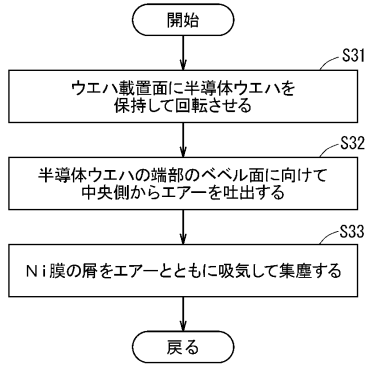 開始
S31
ウエハ載置面に半導体ウエハを
保持して回転させる
S32
半導体ウエハの端部のベベル面に向けて
中央側からエアーを吐出する
S33
Ni膜の屑をエアーとともに吸気して集塵する
戻る